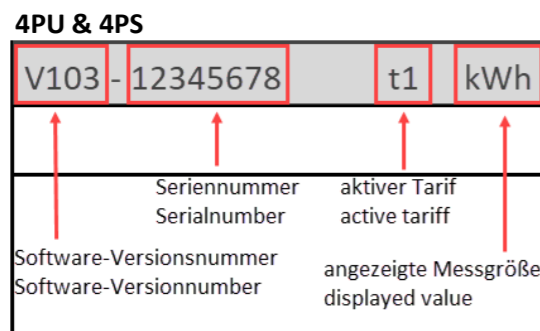 4PU & 4PS
V103 - 12345678 t1 kWh
Seriennummer aktiver Tarif
Serialnumber active tariff
Software-Versionsnummer
Software-Versionnumber
angezeigte Messgröße
displayed value